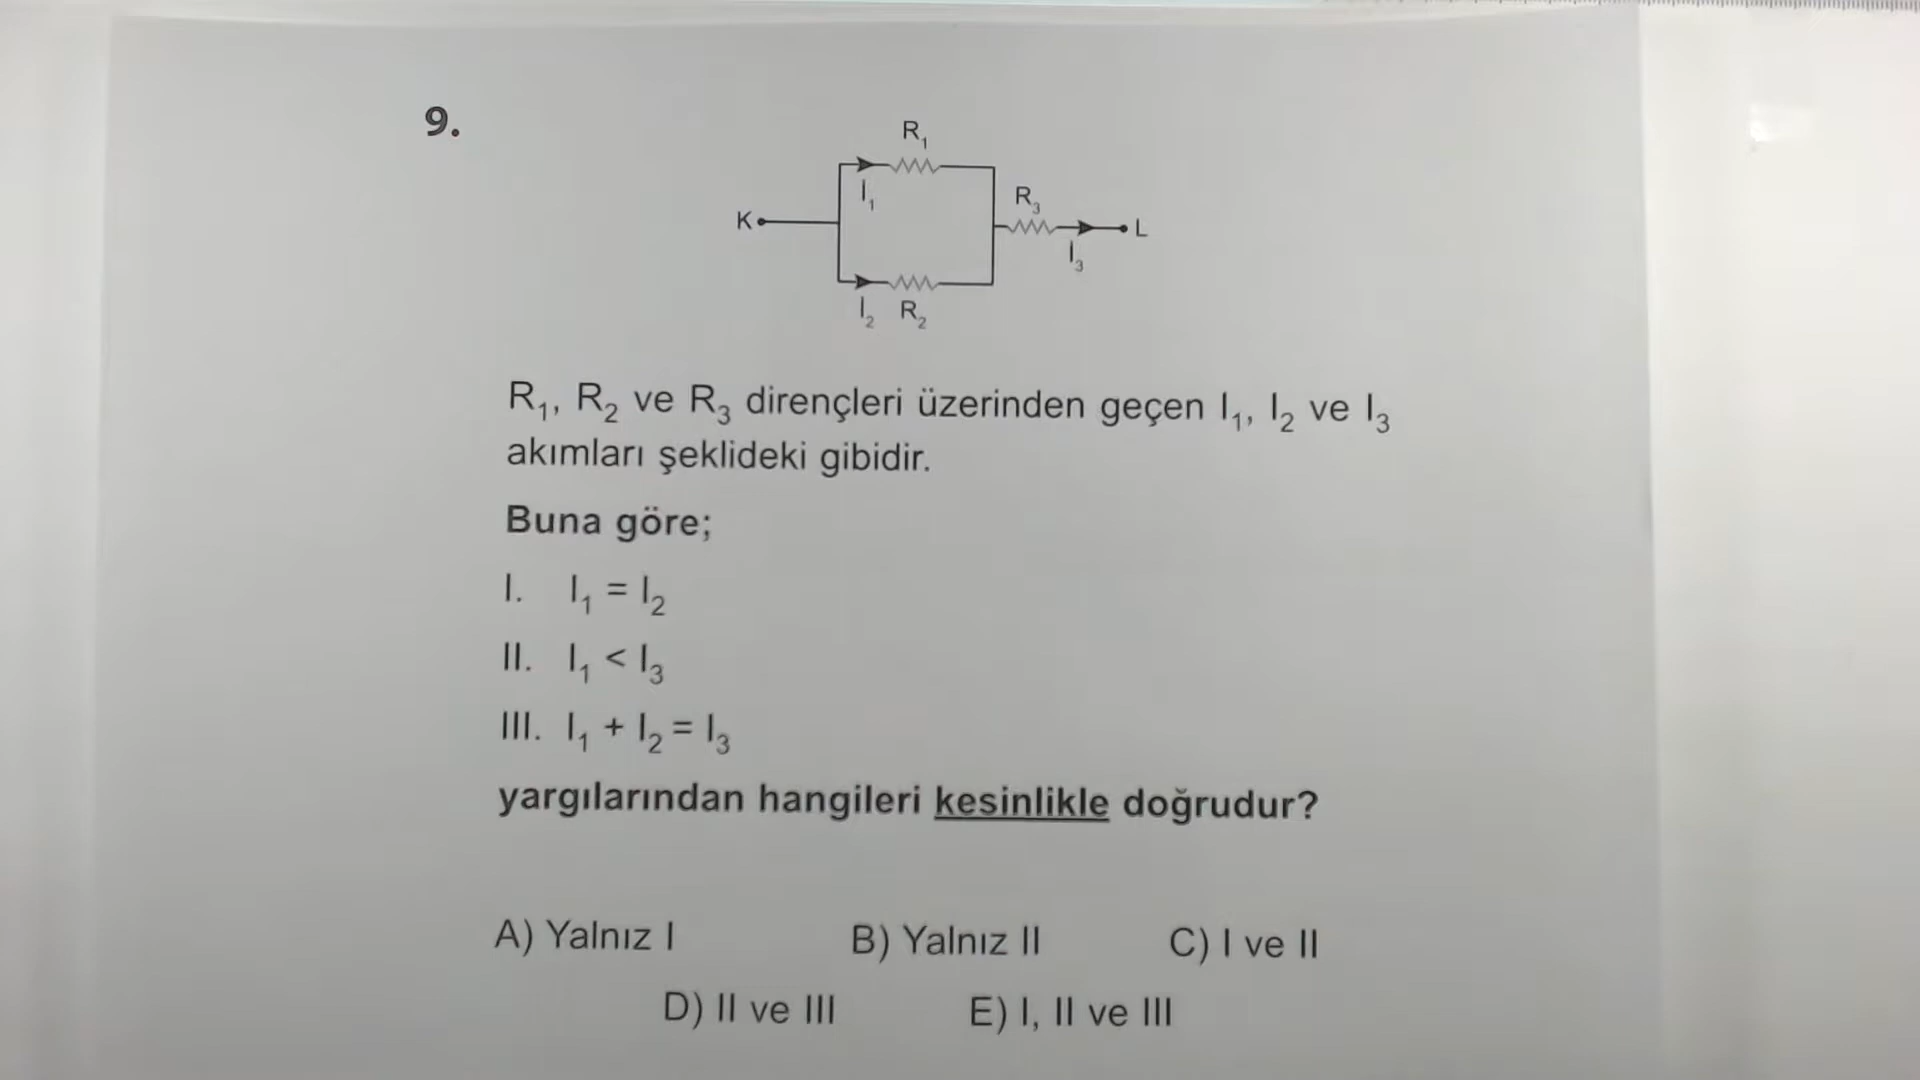 9.
R₁
I₁
R₃
K
L
I₃
I₂ R₂
R₁, R₂ ve R₃ dirençleri üzerinden geçen I₁, I₂ ve I₃
akımları şeklideki gibidir.
Buna göre;
I. I₁ = I₂
II. I₁ < I₃
III. I₁ + I₂ = I₃
yargılarından hangileri kesinlikle doğrudur?
A) Yalnız I B) Yalnız II C) I ve II
D) II ve III E) I, II ve III